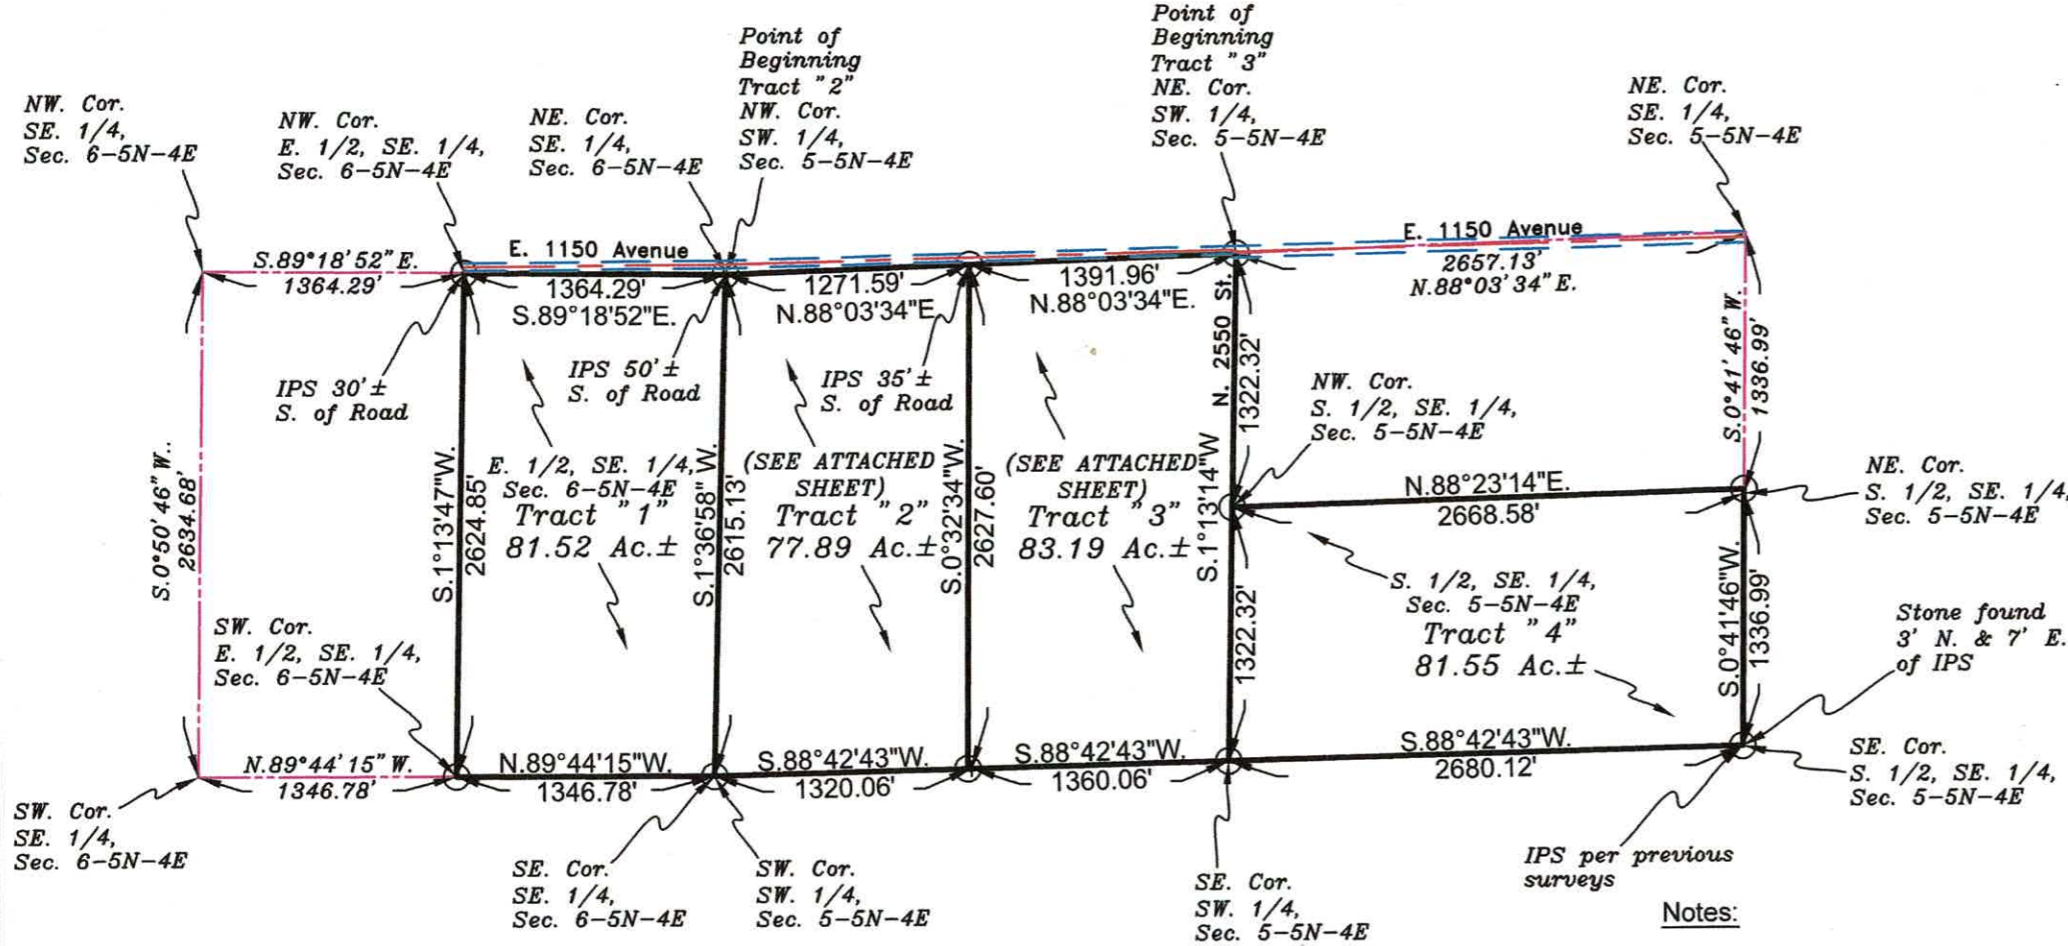 Point of
Beginning
Tract "2"
NW. Cor.
SW. 1/4,
Sec. 5-5N-4E
Point of
Beginning
Tract "3"
NE. Cor.
SW. 1/4,
Sec. 5-5N-4E
NW. Cor.
SE. 1/4,
Sec. 6-5N-4E
NW. Cor.
E. 1/2, SE. 1/4,
Sec. 6-5N-4E
NE. Cor.
SE. 1/4,
Sec. 6-5N-4E
NE. Cor.
SE. 1/4,
Sec. 5-5N-4E
S.89°18'52"E.
1364.29'
E. 1150 Avenue
1364.29'
S.89°18'52"E.
1271.59'
N.88°03'34"E.
1391.96'
N.88°03'34"E.
E. 1150 Avenue
2657.13'
N.88°03'34"E.
IPS 30'±
S. of Road
IPS 50'±
S. of Road
IPS 35'±
S. of Road
N. 2550 St.
1322.32'
S.0°41'46"W.
1336.99'
NW. Cor.
S. 1/2, SE. 1/4,
Sec. 5-5N-4E
S.0°50'46"W..
2634.68'
S.1°13'47"W.
2624.85'
E. 1/2, SE. 1/4,
Sec. 6-5N-4E
Tract "1"
81.52 Ac.±
S.1°36'58"W.
2615.13'
(SEE ATTACHED
SHEET)
Tract "2"
77.89 Ac.±
S.0°32'34"W.
2627.60'
(SEE ATTACHED
SHEET)
Tract "3"
83.19 Ac.±
S.1°13'14"W
1322.32'
N.88°23'14"E.
2668.58'
NE. Cor.
S. 1/2, SE. 1/4,
Sec. 5-5N-4E
S. 1/2, SE. 1/4,
Sec. 5-5N-4E
Tract "4"
81.55 Ac.±
S.0°41'46"W.
1336.99'
Stone found
3' N. & 7' E.
of IPS
SW. Cor.
E. 1/2, SE. 1/4,
Sec. 6-5N-4E
N.89°44'15"W.
1346.78'
N.89°44'15"W.
1346.78'
S.88°42'43"W.
1320.06'
S.88°42'43"W.
1360.06'
S.88°42'43"W.
2680.12'
SE. Cor.
S. 1/2, SE. 1/4,
Sec. 5-5N-4E
SW. Cor.
SE. 1/4,
Sec. 6-5N-4E
SE. Cor.
SE. 1/4,
Sec. 6-5N-4E
SW. Cor.
SW. 1/4,
Sec. 5-5N-4E
SE. Cor.
SW. 1/4,
Sec. 5-5N-4E
IPS per previous
surveys
Notes: